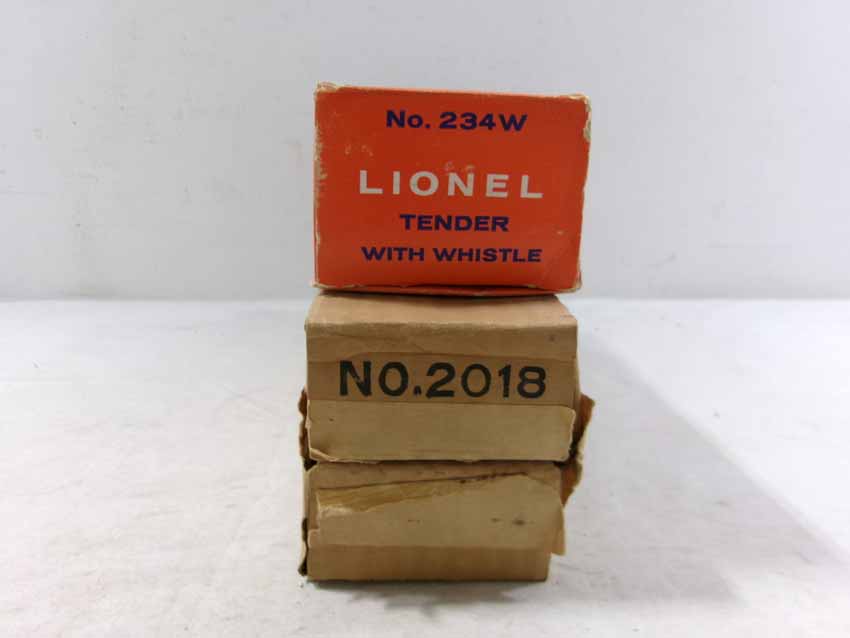 No. 234W
LIONEL
TENDER
WITH WHISTLE
NO. 2018